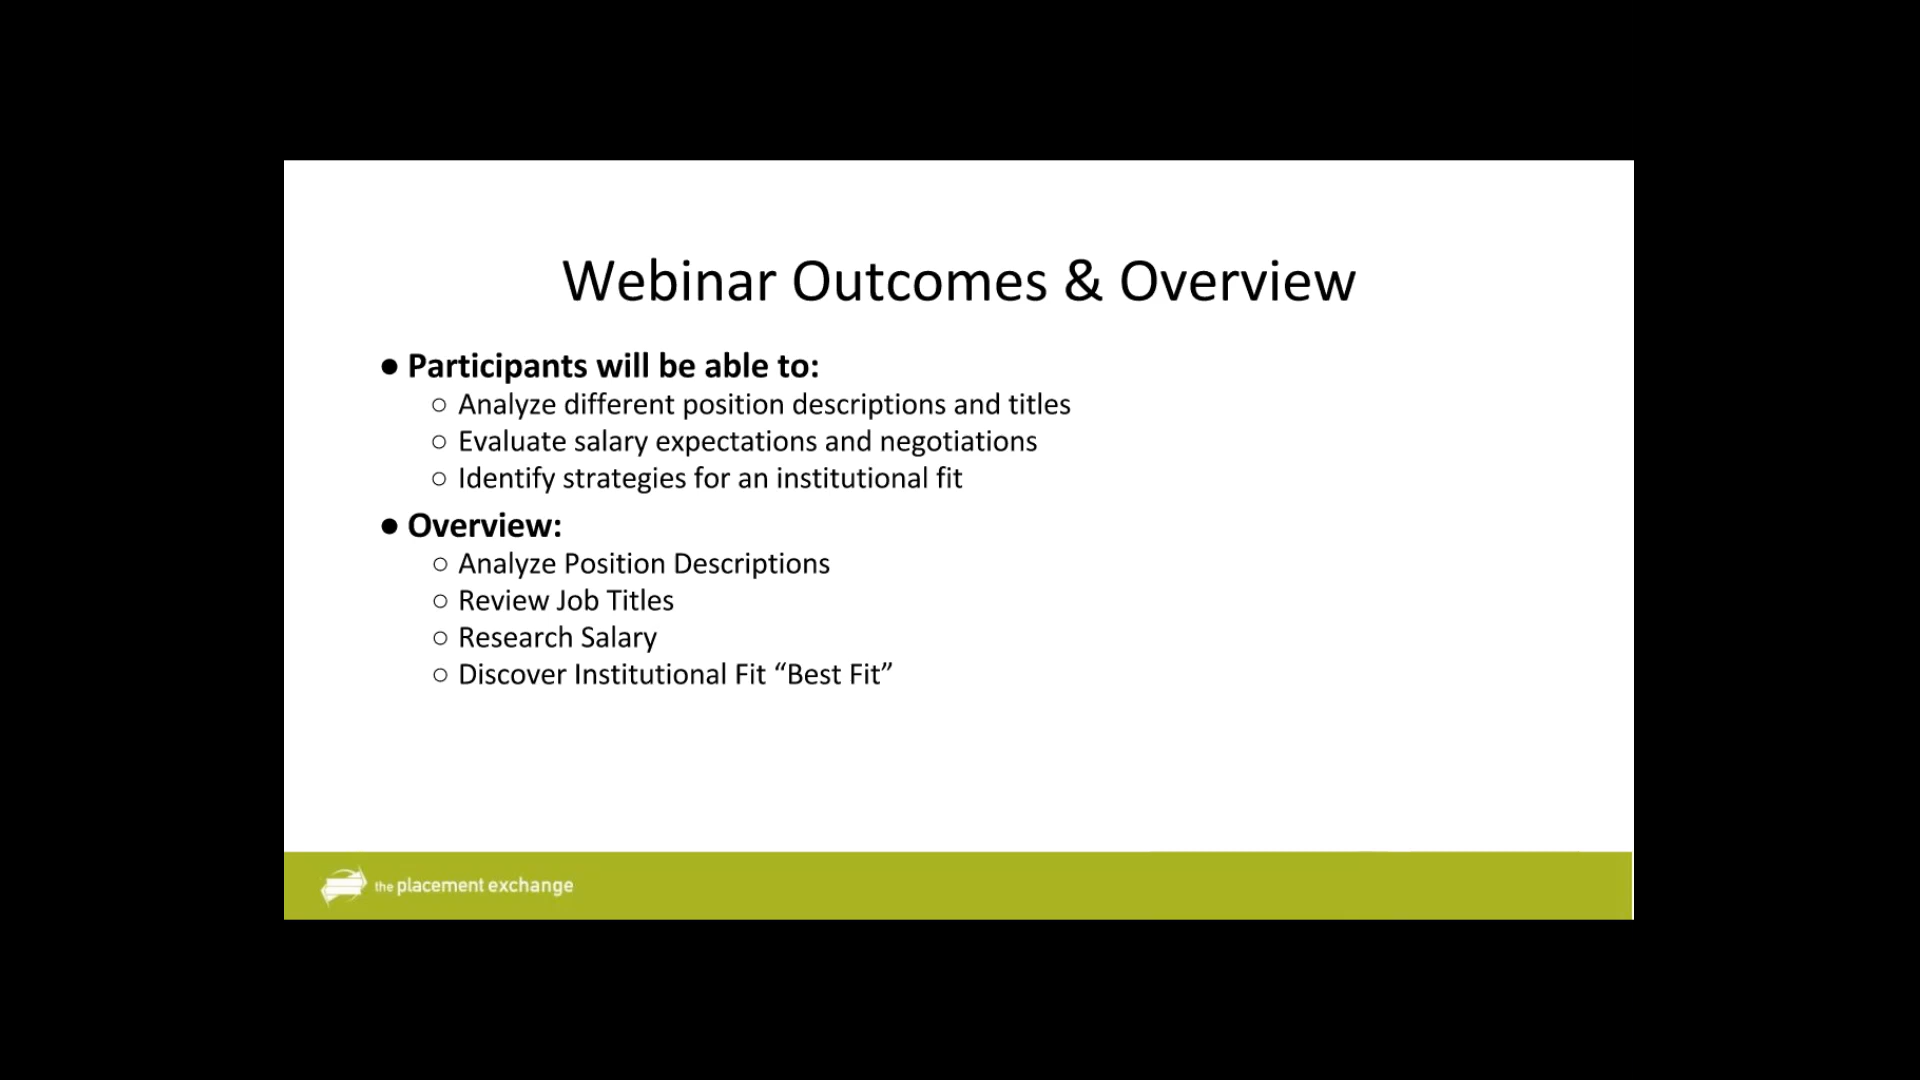 Webinar Outcomes & Overview
● Participants will be able to:
○ Analyze different position descriptions and titles
○ Evaluate salary expectations and negotiations
○ Identify strategies for an institutional fit
● Overview:
○ Analyze Position Descriptions
○ Review Job Titles
○ Research Salary
○ Discover Institutional Fit “Best Fit”
the placement exchange